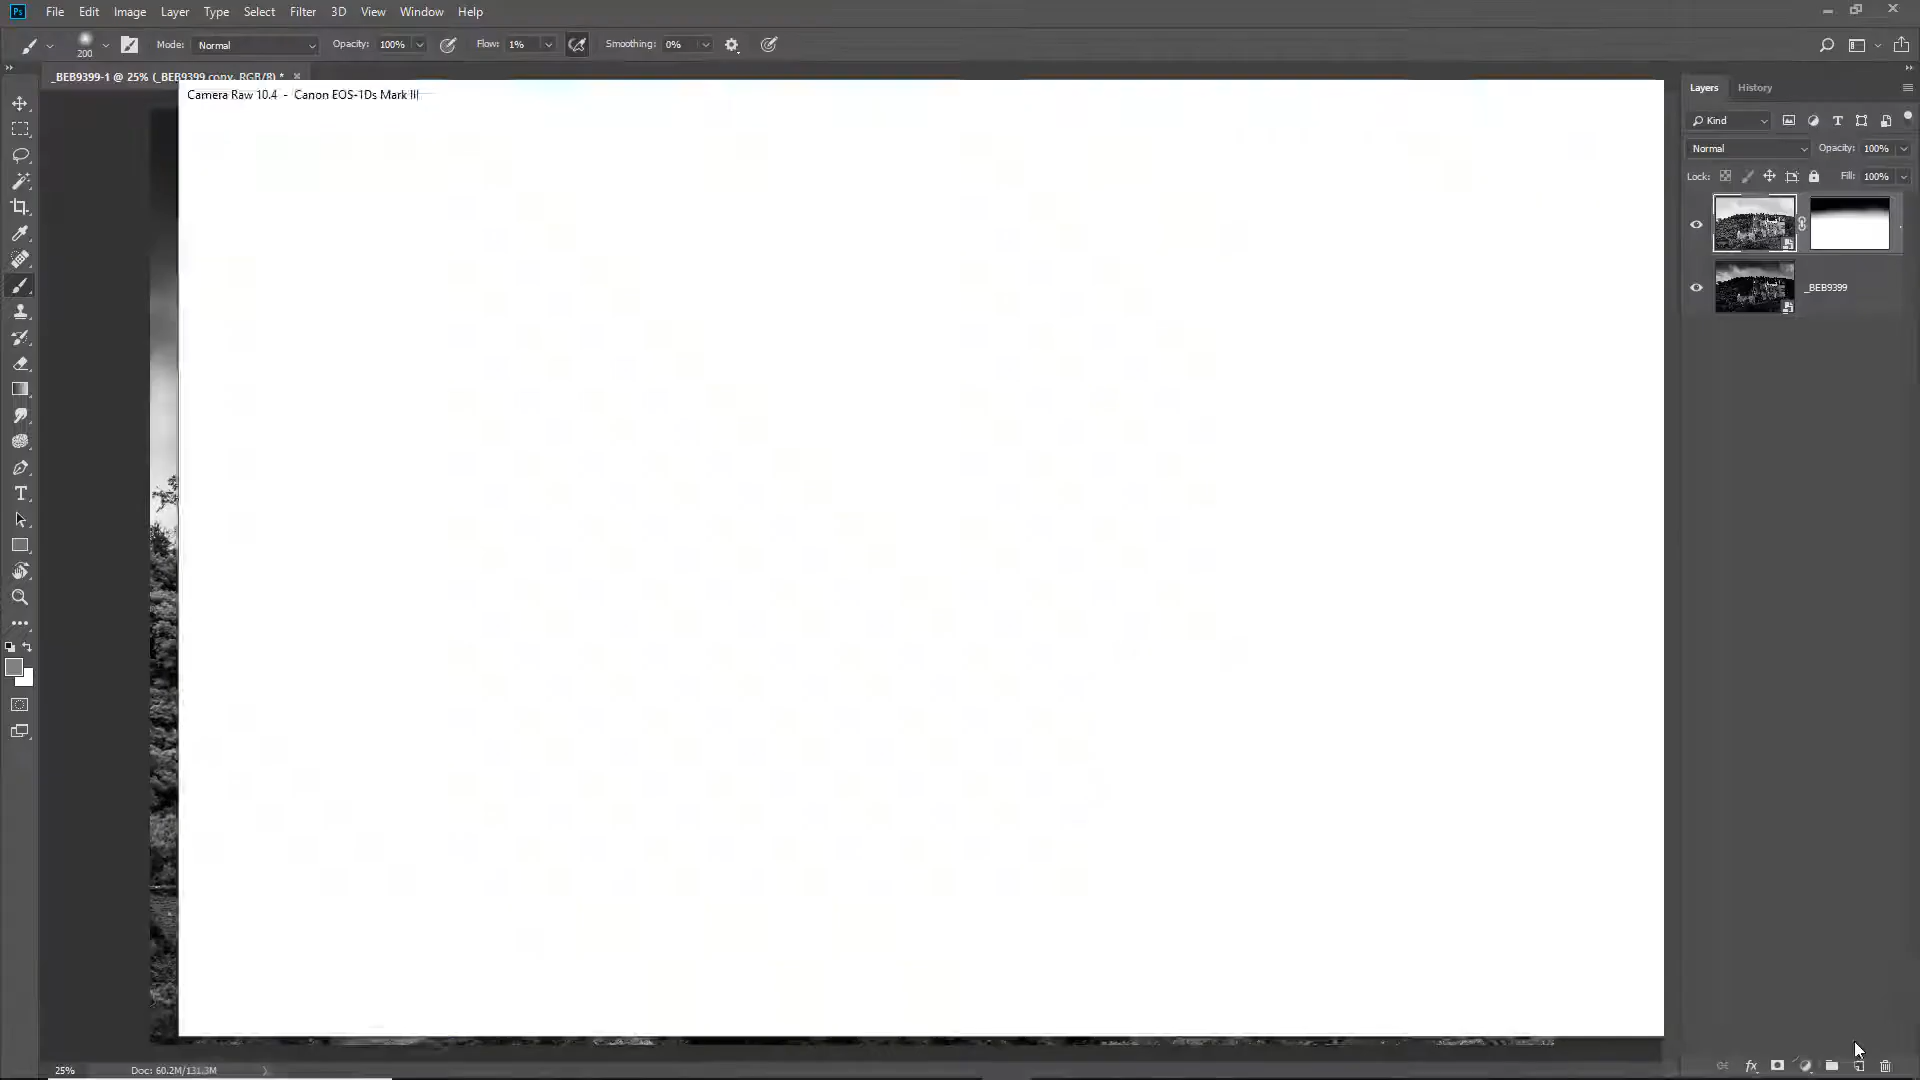 Ps File Edit Image Layer Type Select Filter 3D View Window Help
200 Mode: Normal Opacity: 100% Flow: 1% Smoothing: 0%
_BEB9399-1 @ 25% (_BEB9399 copy, RGB/8) *
Camera Raw 10.4 - Canon EOS-1Ds Mark III
Layers History
Kind
Normal Opacity: 100%
Lock: Fill: 100%
_BEB9399
25% Doc: 60.2M/131.3M